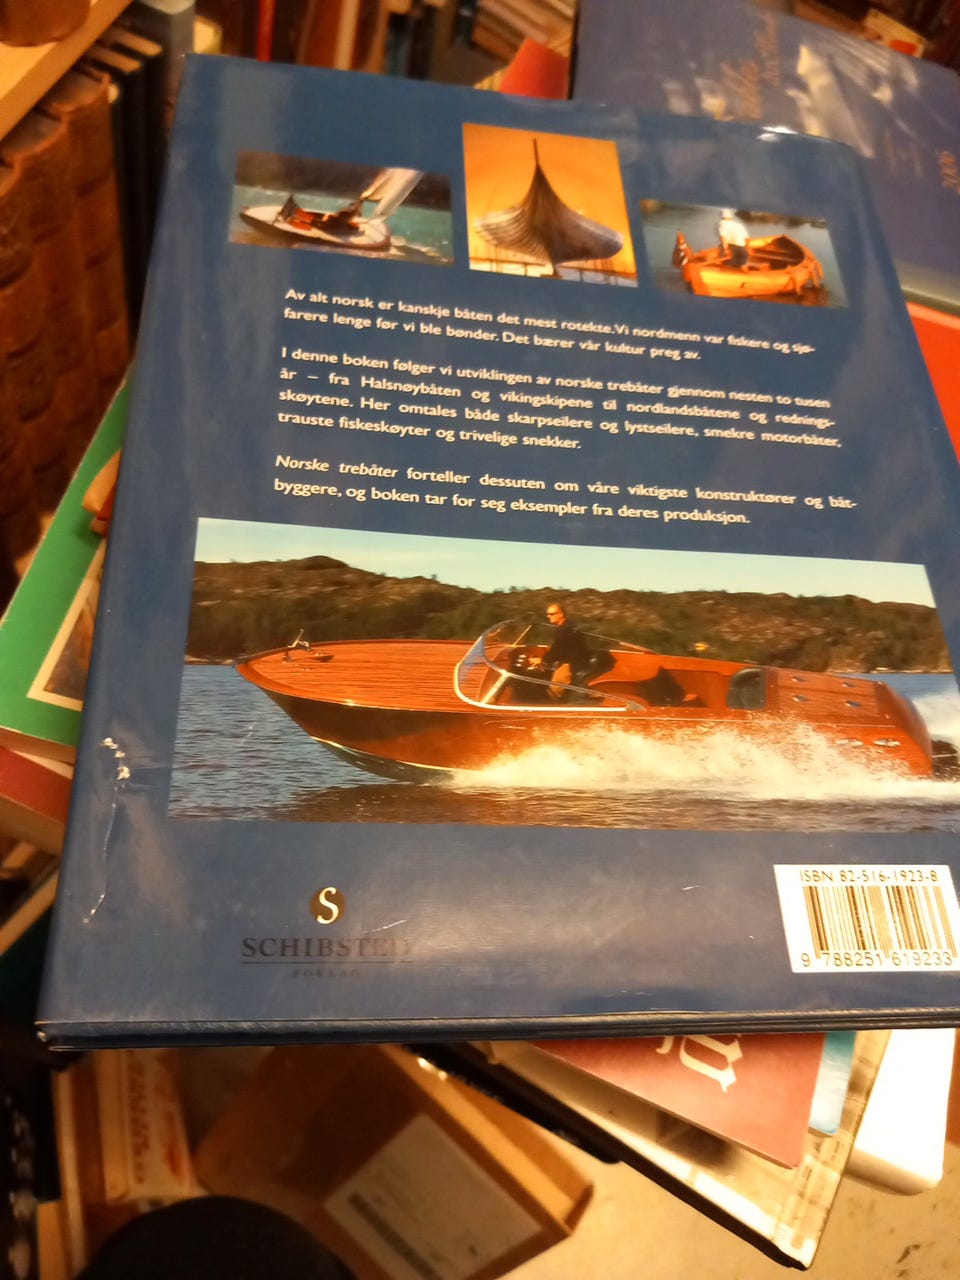 Av alt norsk er kanskje båten det mest rotekte. Vi nordmenn var fiskere og sjø-
farere lenge før vi ble bønder. Det bærer vår kultur preg av.
I denne boken følger vi utviklingen av norske trebåter gjennom nesten to tusen
år – fra Halsnøybåten og vikingskipene til nordlandsbåtene og rednings-
skøytene. Her omtales både skarpseilere og lystseilere, smekre motorbåter,
trauste fiskeskøyter og trivelige snekker.
Norske trebåter forteller dessuten om våre viktigste konstruktører og båt-
byggere, og boken tar for seg eksempler fra deres produksjon.
S
SCHIBSTED
FORLAG
ISBN 82-516-1923-8
9 788251 619233